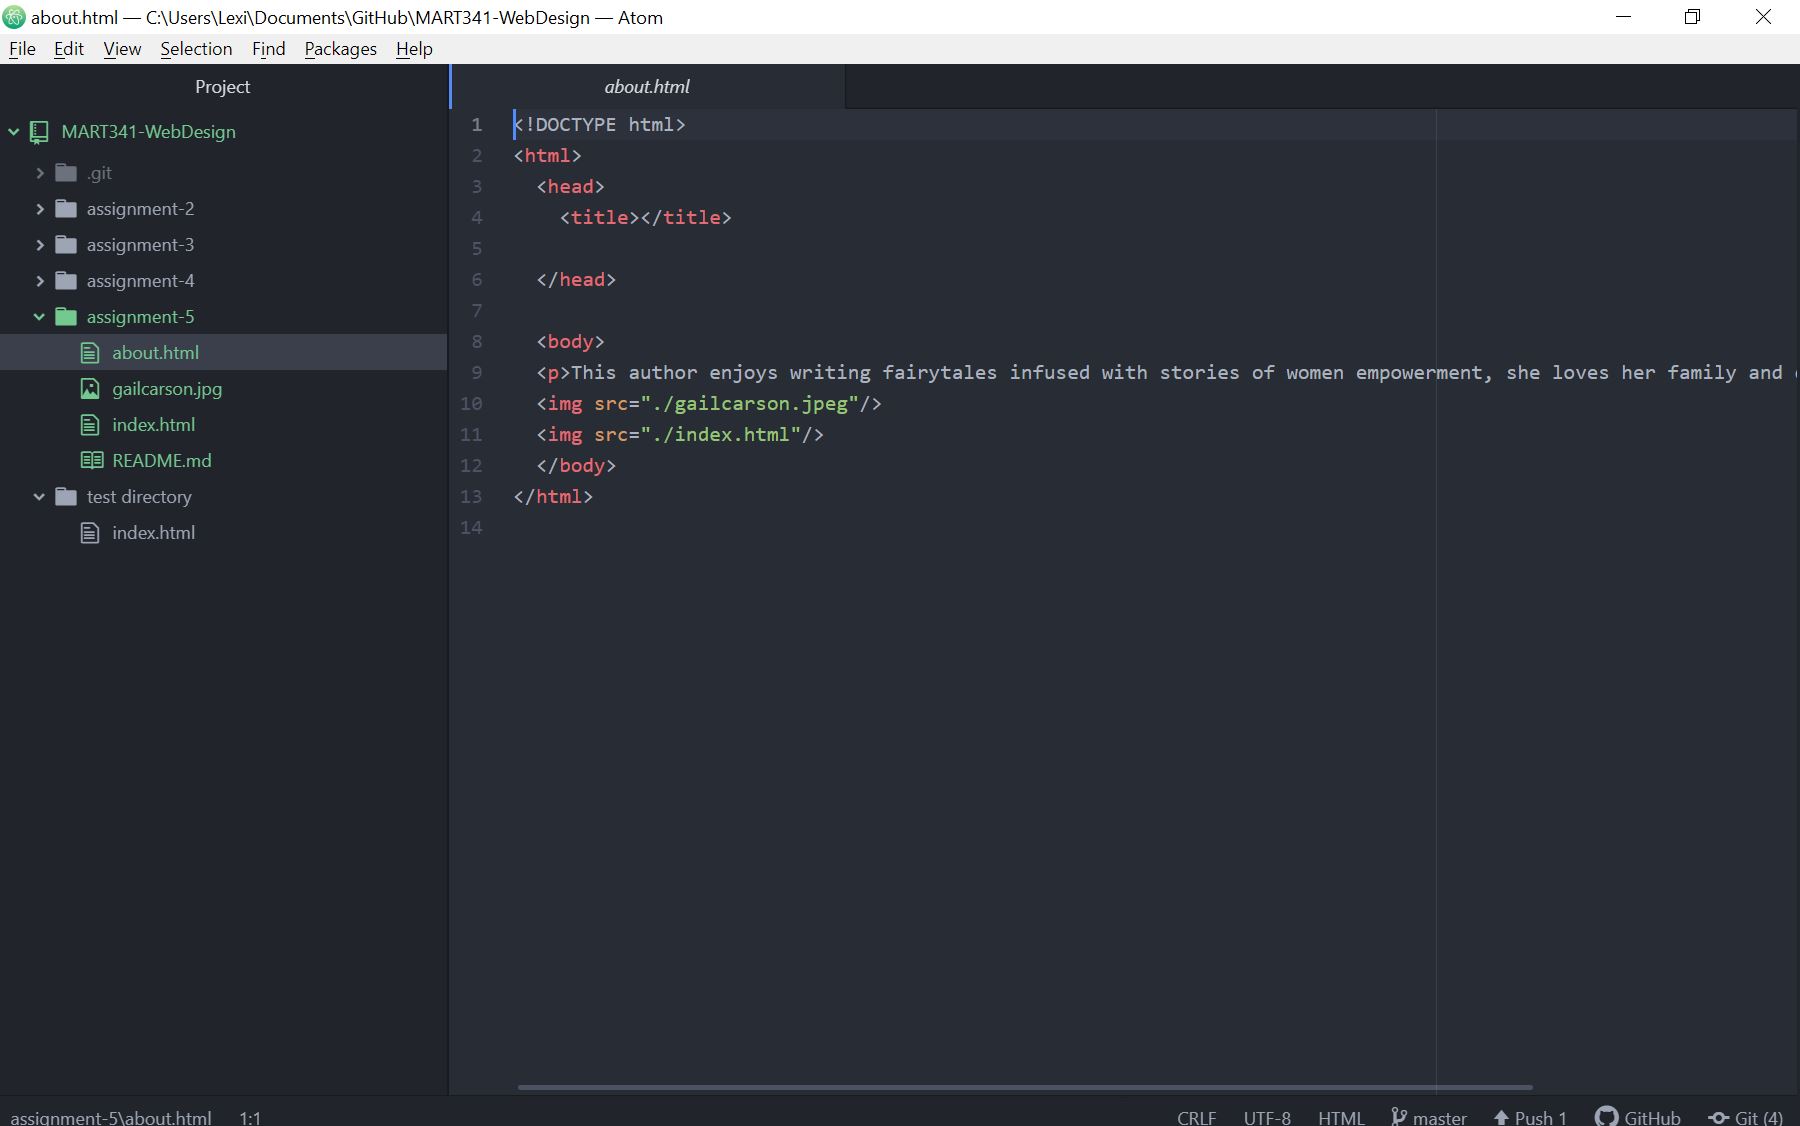 about.html — C:\Users\Lexi\Documents\GitHub\MART341-WebDesign — Atom
File Edit View Selection Find Packages Help
Project
MART341-WebDesign
.git
assignment-2
assignment-3
assignment-4
assignment-5
about.html
gailcarson.jpg
index.html
README.md
test directory
index.html
about.html
1 <!DOCTYPE html>
2 <html>
3 <head>
4 <title></title>
5
6 </head>
7
8 <body>
9 <p>This author enjoys writing fairytales infused with stories of women empowerment, she loves her family and
10 <img src="./gailcarson.jpeg"/>
11 <img src="./index.html"/>
12 </body>
13 </html>
14
assignment-5\about.html 1:1 CRLF UTF-8 HTML master Push 1 GitHub Git (4)